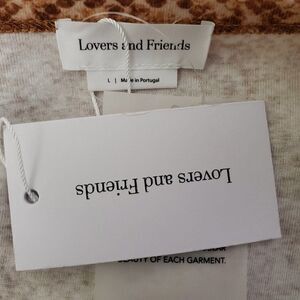 Lovers and Friends
L | Made in Portugal
Lovers and Friends
BEAUTY OF EACH GARMENT.